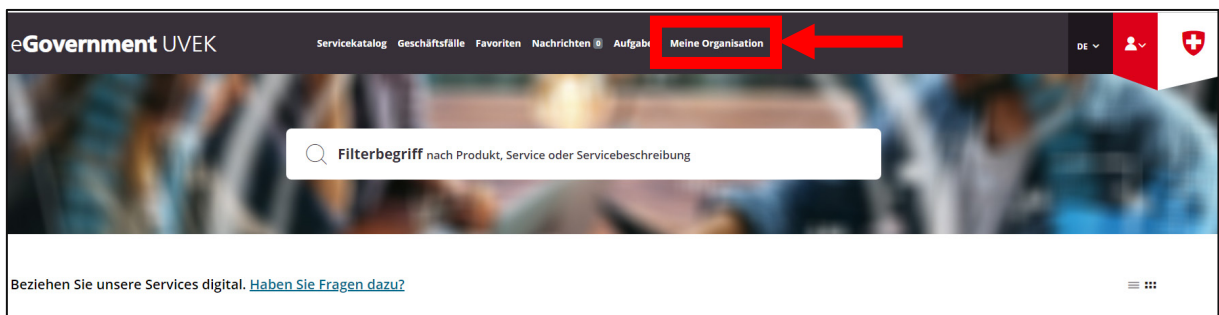 eGovernment UVEK
Servicekatalog Geschäftsfälle Favoriten Nachrichten 0 Meine Organisation
DE
Filterbegriff nach Produkt, Service oder Servicebeschreibung
Beziehen Sie unsere Services digital. Haben Sie Fragen dazu?